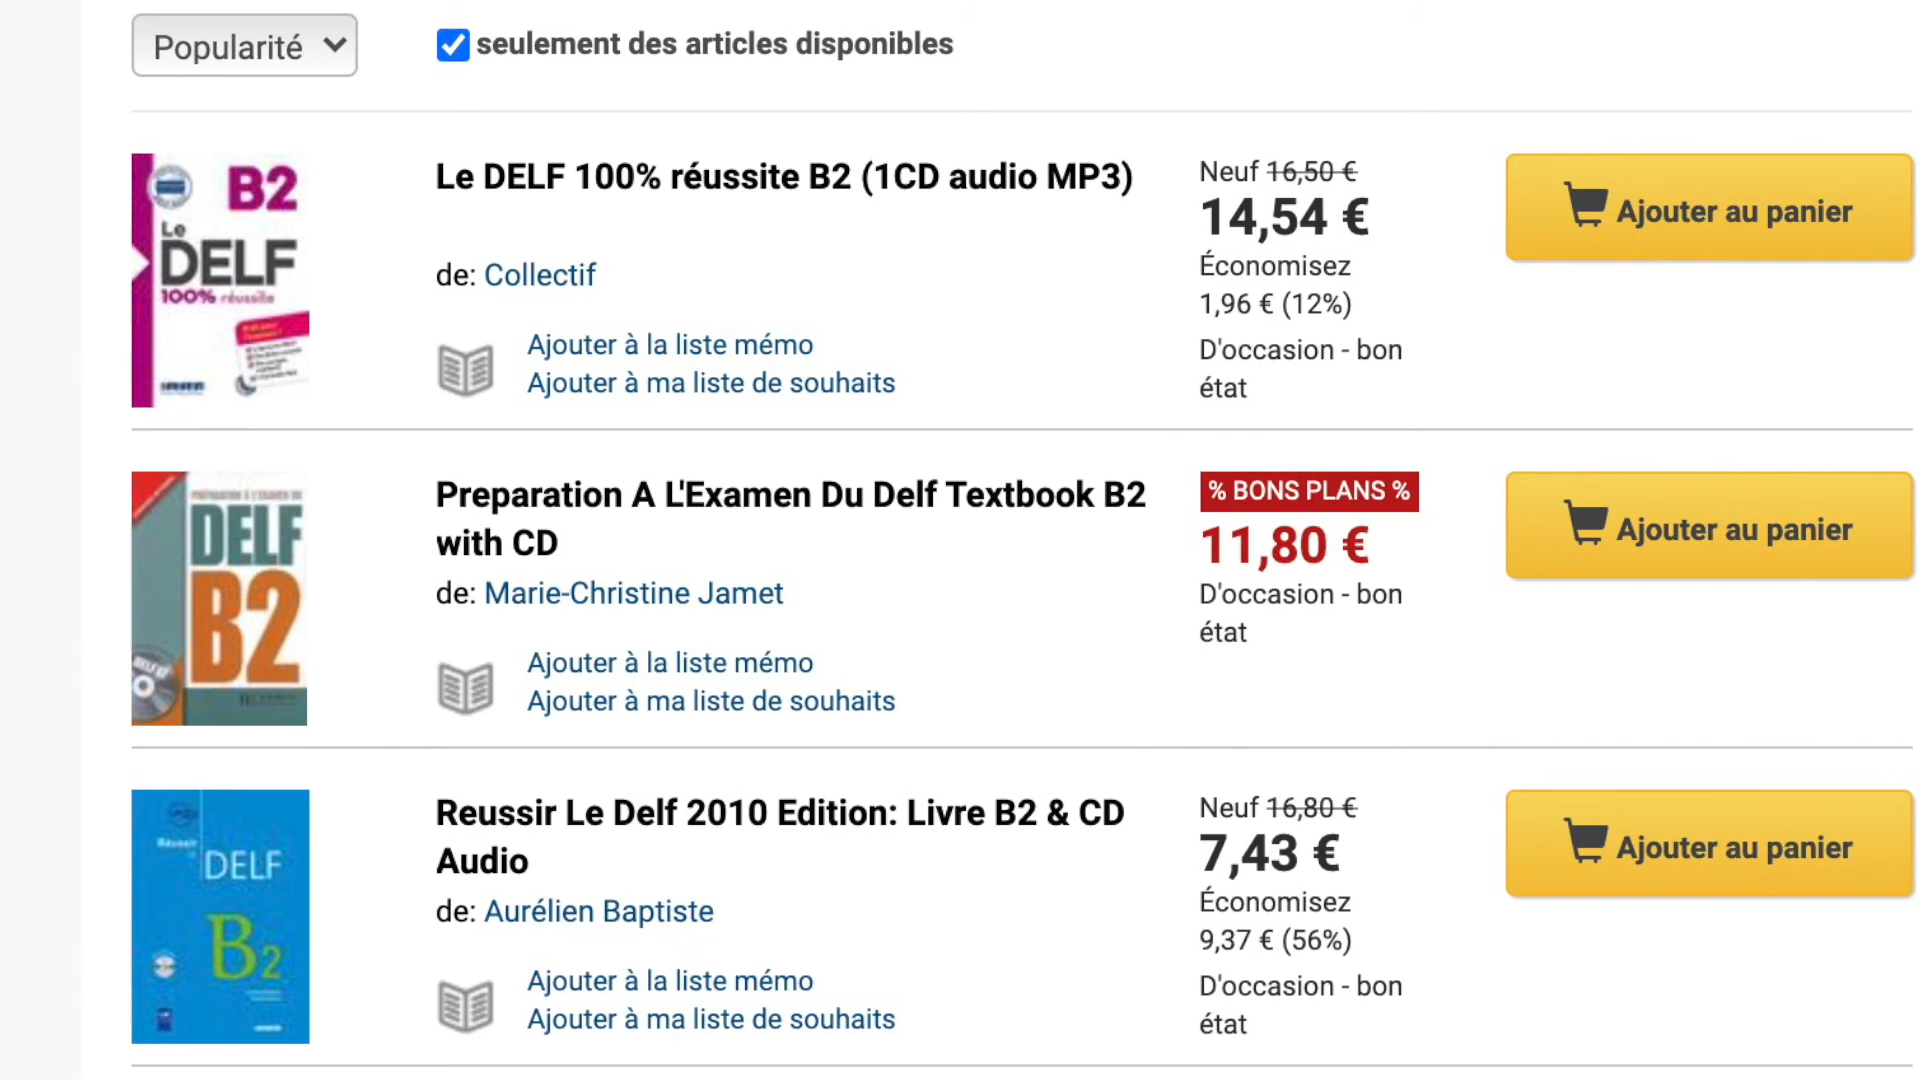 Popularité
seulement des articles disponibles
B2
Le
DELF
100% réussite
Le DELF 100% réussite B2 (1CD audio MP3)
de: Collectif
Ajouter à la liste mémo
Ajouter à ma liste de souhaits
Neuf 16,50 €
14,54 €
Économisez
1,96 € (12%)
D'occasion - bon
état
Ajouter au panier
DELF
B2
Preparation A L'Examen Du Delf Textbook B2
with CD
de: Marie-Christine Jamet
Ajouter à la liste mémo
Ajouter à ma liste de souhaits
% BONS PLANS %
11,80 €
D'occasion - bon
état
Ajouter au panier
Réussir
DELF
B2
Reussir Le Delf 2010 Edition: Livre B2 & CD
Audio
de: Aurélien Baptiste
Ajouter à la liste mémo
Ajouter à ma liste de souhaits
Neuf 16,80 €
7,43 €
Économisez
9,37 € (56%)
D'occasion - bon
état
Ajouter au panier